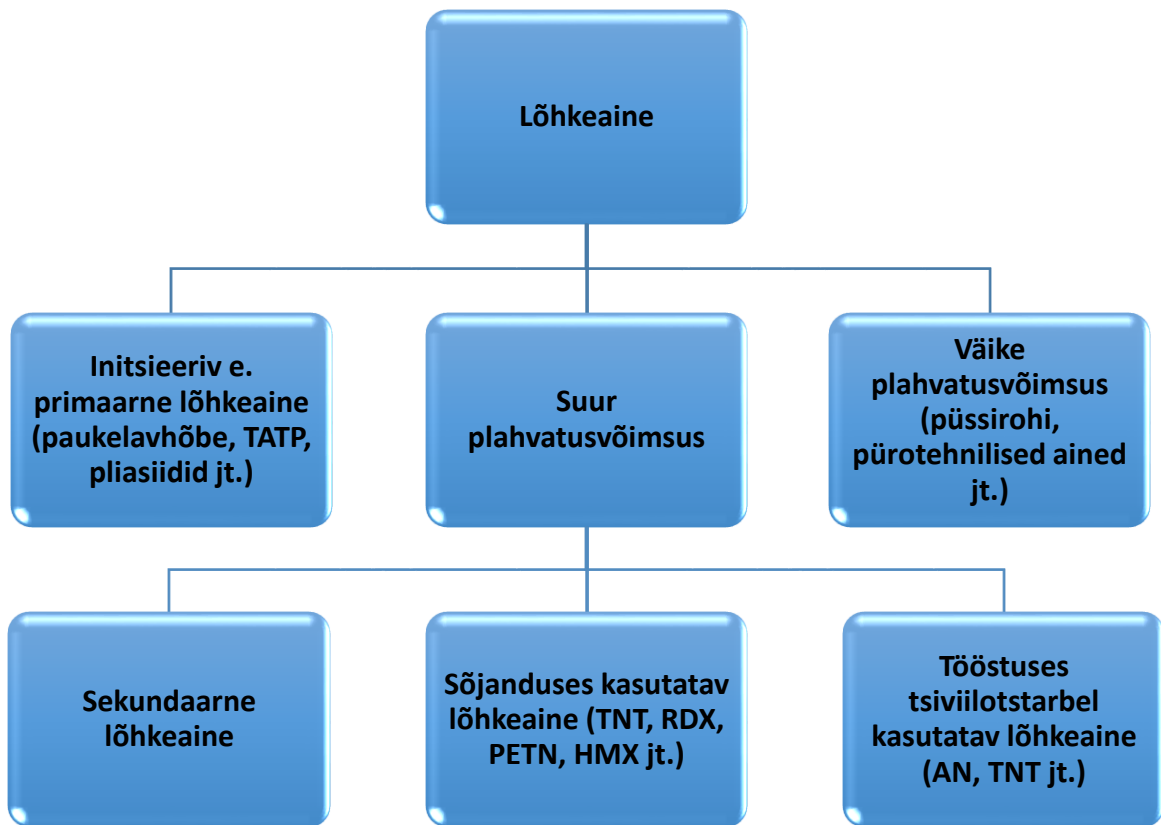 Lõhkeaine
Initsieeriv e.
primaarne lõhkeaine
(paukelavhõbe, TATP,
pliasiidid jt.)
Suur
plahvatusvõimsus
Väike
plahvatusvõimsus
(püssirohi,
pürotehnilised ained
jt.)
Sekundaarne
lõhkeaine
Sõjanduses kasutatav
lõhkeaine (TNT, RDX,
PETN, HMX jt.)
Tööstuses
tsiviilotstarbel
kasutatav lõhkeaine
(AN, TNT jt.)